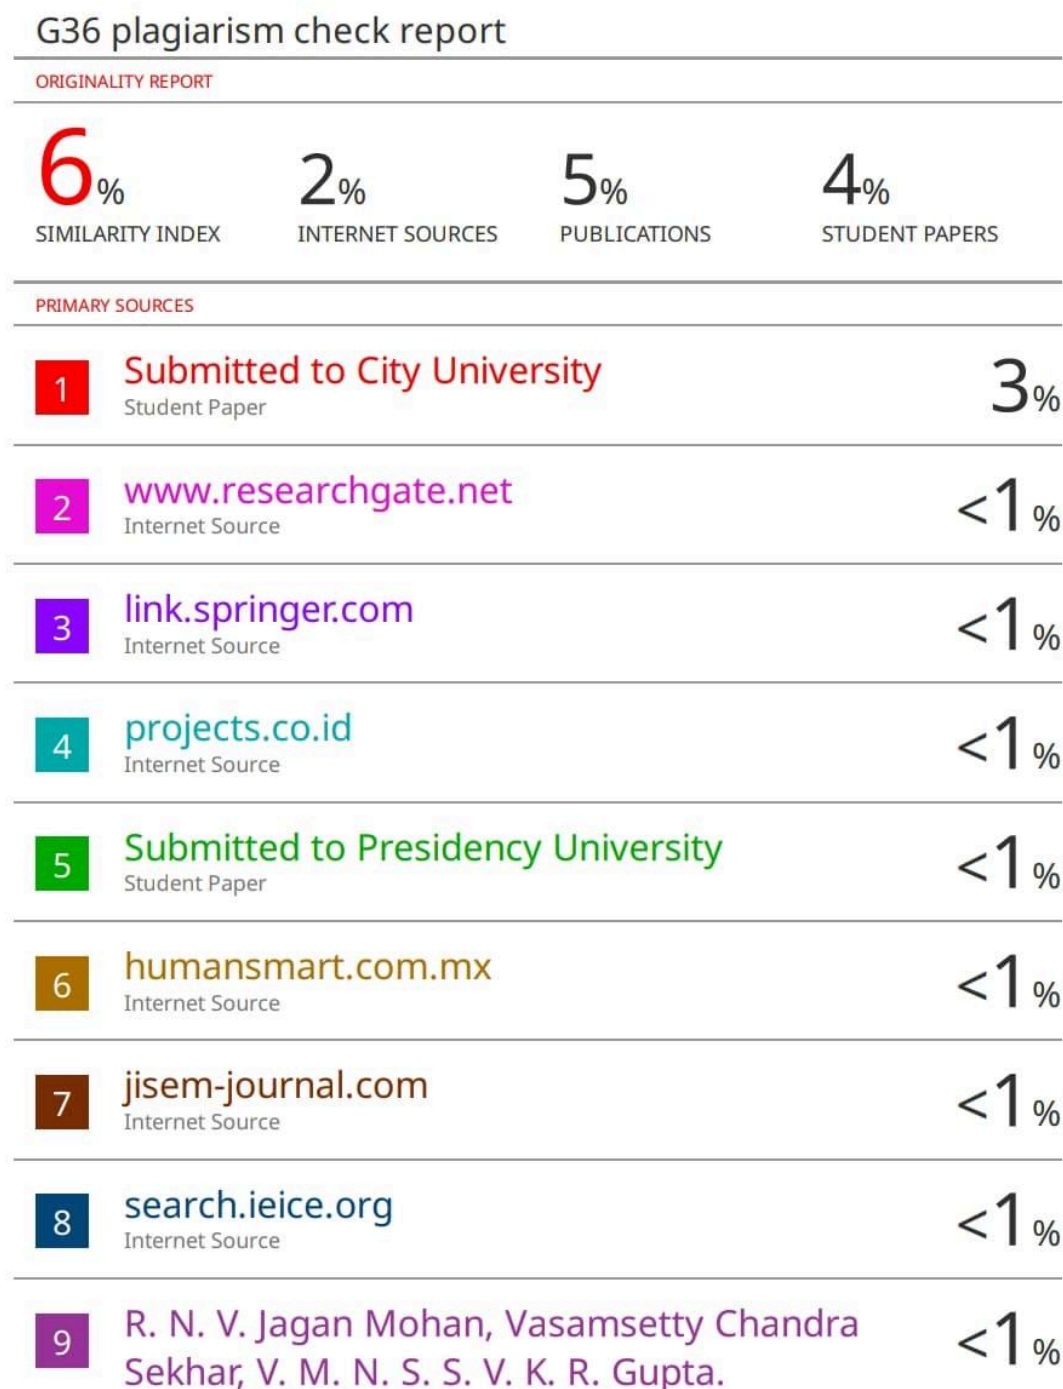 G36 plagiarism check report
ORIGINALITY REPORT
6% 2% 5% 4%
SIMILARITY INDEX INTERNET SOURCES PUBLICATIONS STUDENT PAPERS
PRIMARY SOURCES
1 Submitted to City University 3%
Student Paper
2 www.researchgate.net <1%
Internet Source
3 link.springer.com <1%
Internet Source
4 projects.co.id <1%
Internet Source
5 Submitted to Presidency University <1%
Student Paper
6 humansmart.com.mx <1%
Internet Source
7 jisem-journal.com <1%
Internet Source
8 search.ieice.org <1%
Internet Source
9 R. N. V. Jagan Mohan, Vasamsetty Chandra <1%
Sekhar, V. M. N. S. S. V. K. R. Gupta.